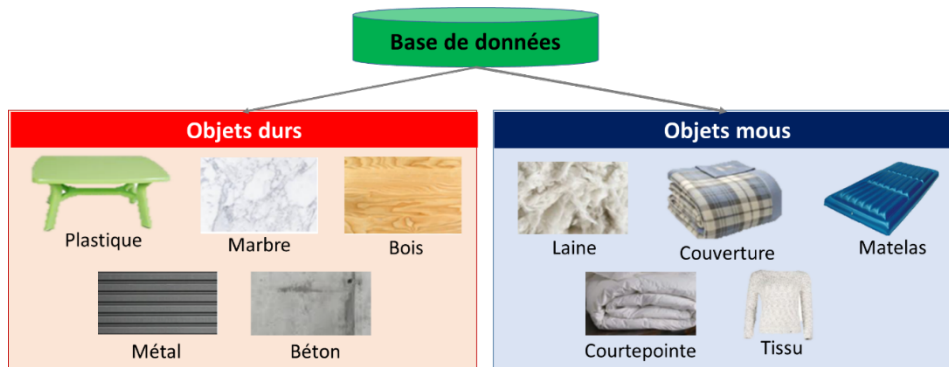 Base de données
Objets durs
Plastique
Marbre
Bois
Métal
Béton
Objets mous
Laine
Couverture
Matelas
Courtepointe
Tissu